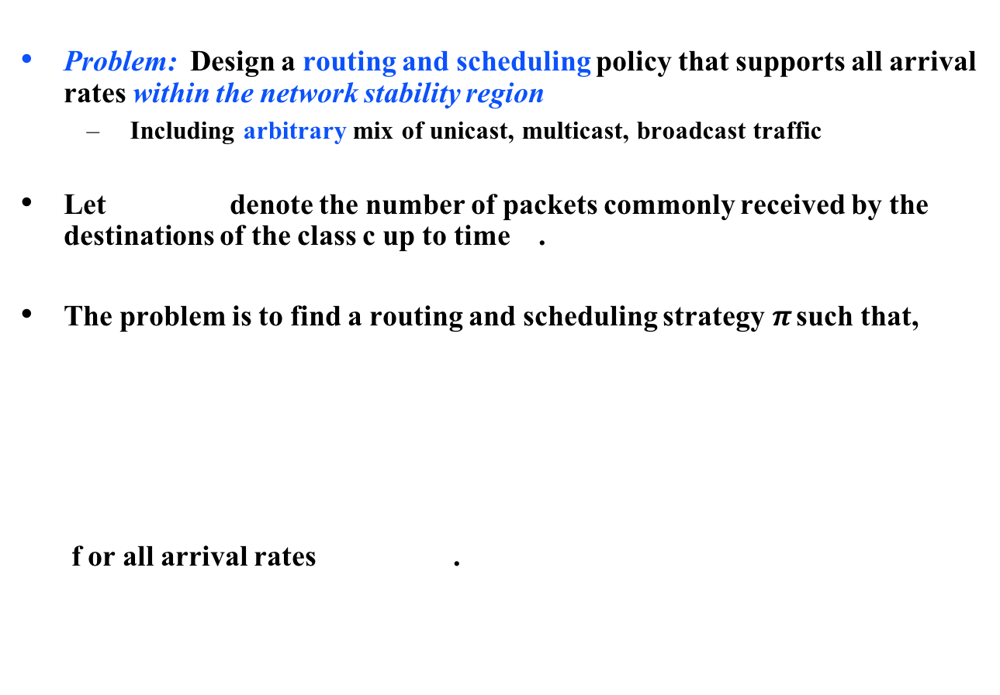 • Problem: Design a routing and scheduling policy that supports all arrival
rates within the network stability region
– Including arbitrary mix of unicast, multicast, broadcast traffic
• Let denote the number of packets commonly received by the
destinations of the class c up to time .
• The problem is to find a routing and scheduling strategy π such that,
f or all arrival rates .